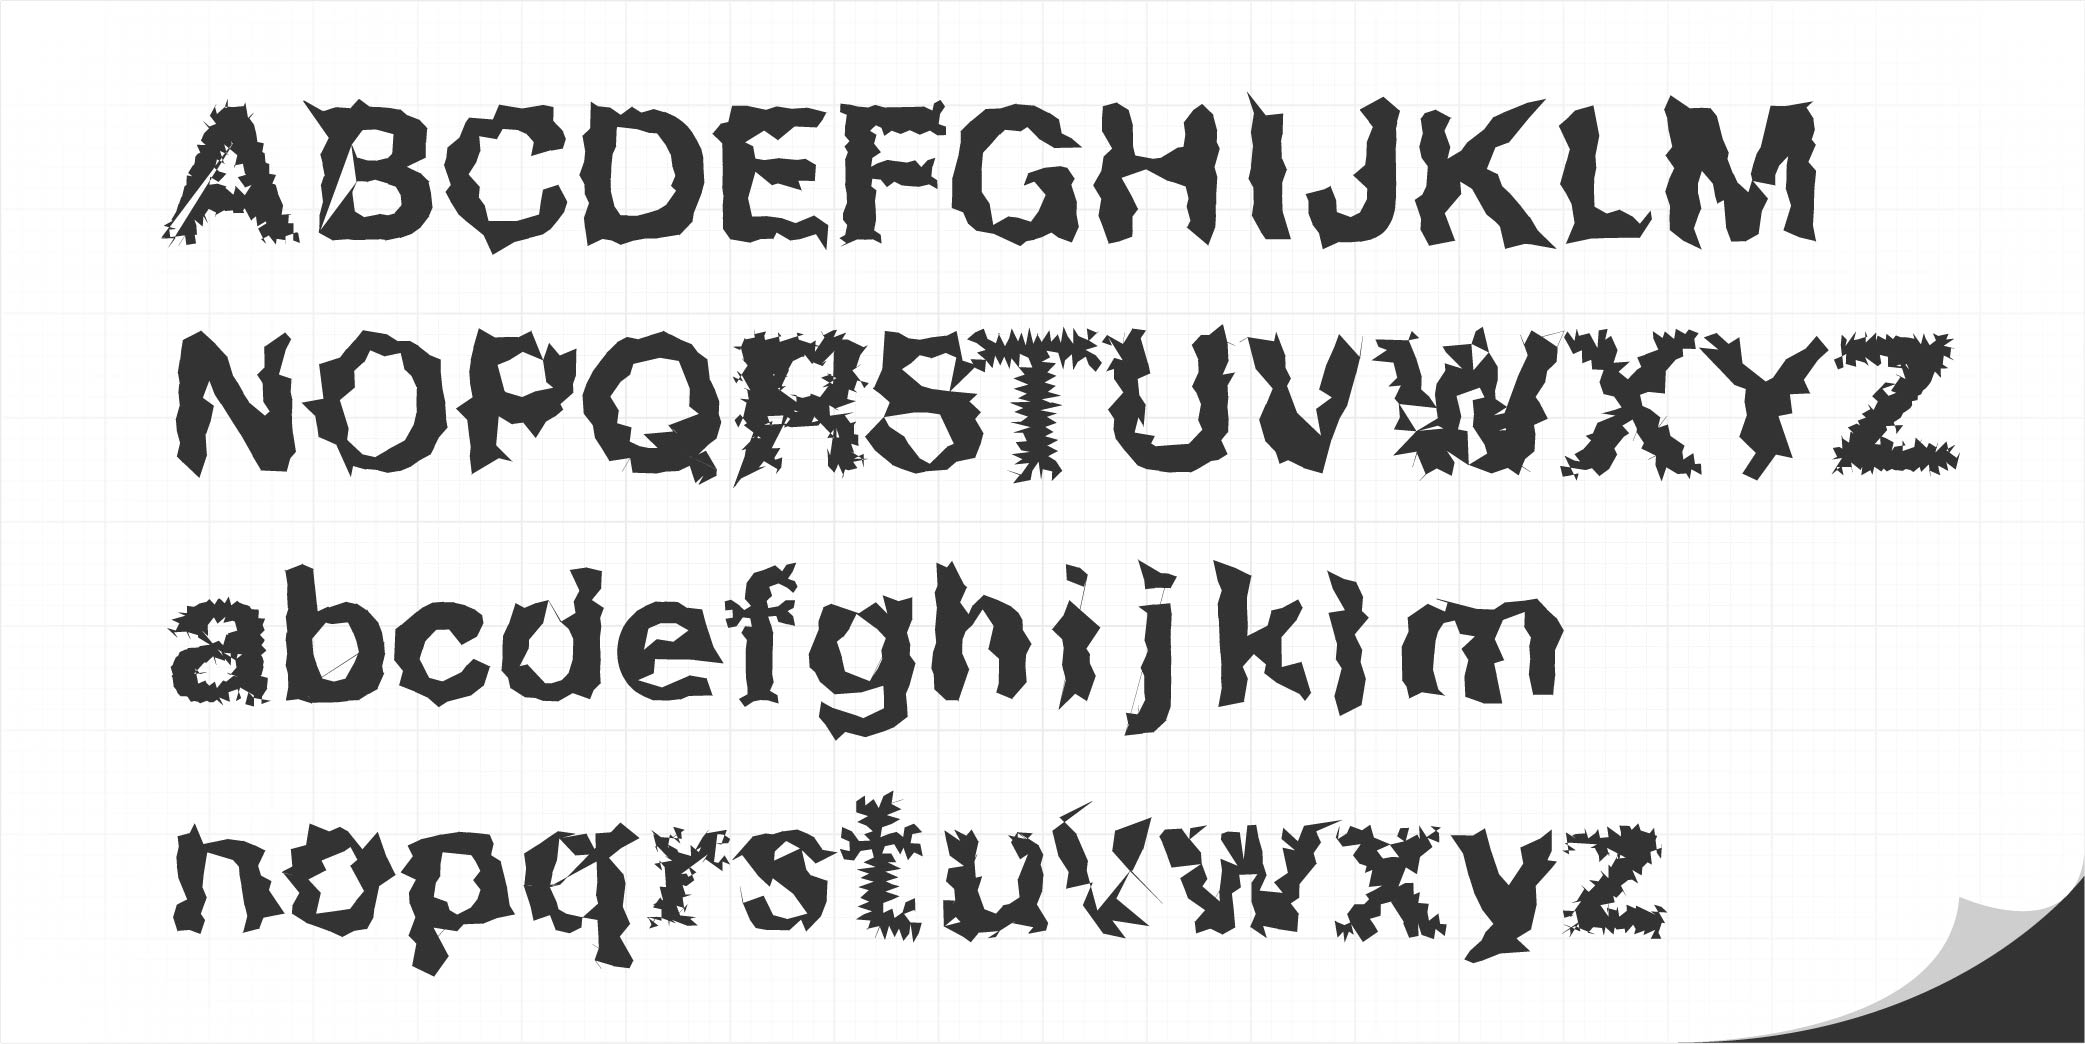 ABCDEFGHIJKLM
NOPQRSTUVWXYZ
abcdefghijklm
nopqrstuvwxyz